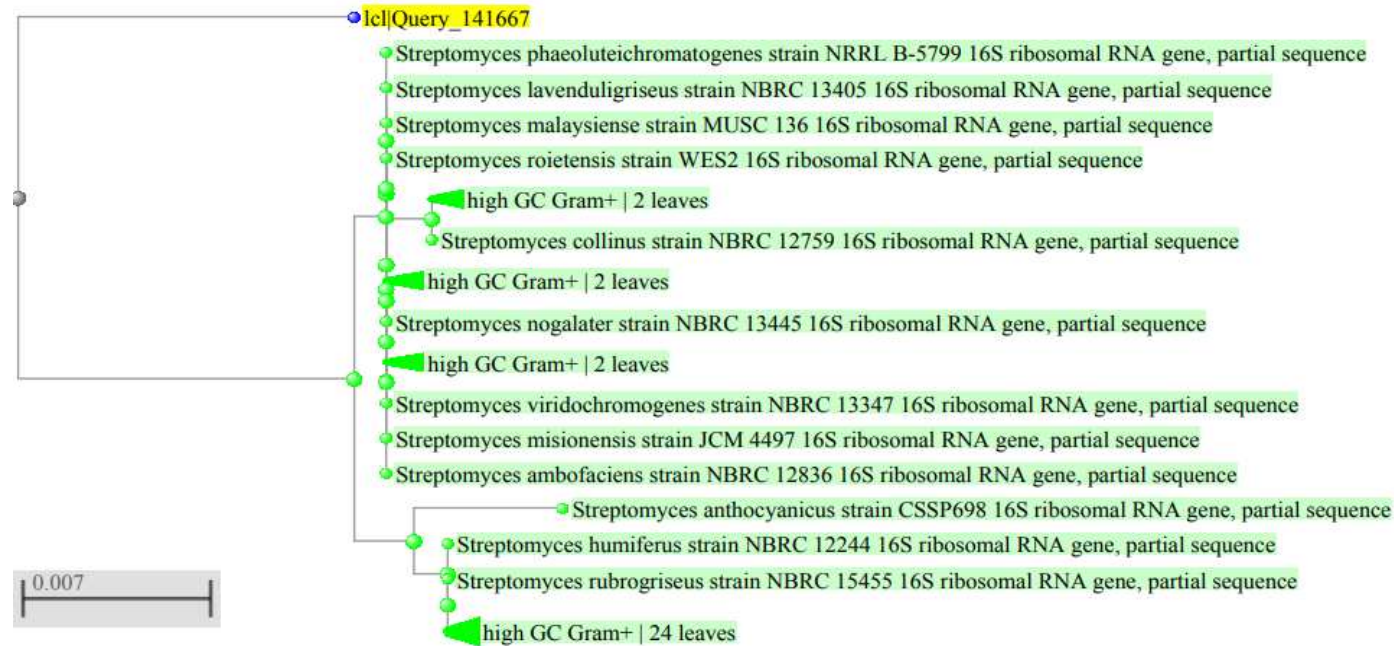 lcl|Query_141667
Streptomyces phaeoluteichromatogenes strain NRRL B-5799 16S ribosomal RNA gene, partial sequence
Streptomyces lavenduligriseus strain NBRC 13405 16S ribosomal RNA gene, partial sequence
Streptomyces malaysiense strain MUSC 136 16S ribosomal RNA gene, partial sequence
Streptomyces roietensis strain WES2 16S ribosomal RNA gene, partial sequence
high GC Gram+ | 2 leaves
Streptomyces collinus strain NBRC 12759 16S ribosomal RNA gene, partial sequence
high GC Gram+ | 2 leaves
Streptomyces nogalater strain NBRC 13445 16S ribosomal RNA gene, partial sequence
high GC Gram+ | 2 leaves
Streptomyces viridochromogenes strain NBRC 13347 16S ribosomal RNA gene, partial sequence
Streptomyces misionensis strain JCM 4497 16S ribosomal RNA gene, partial sequence
Streptomyces ambofaciens strain NBRC 12836 16S ribosomal RNA gene, partial sequence
Streptomyces anthocyanicus strain CSSP698 16S ribosomal RNA gene, partial sequence
Streptomyces humiferus strain NBRC 12244 16S ribosomal RNA gene, partial sequence
Streptomyces rubrogriseus strain NBRC 15455 16S ribosomal RNA gene, partial sequence
0.007
high GC Gram+ | 24 leaves